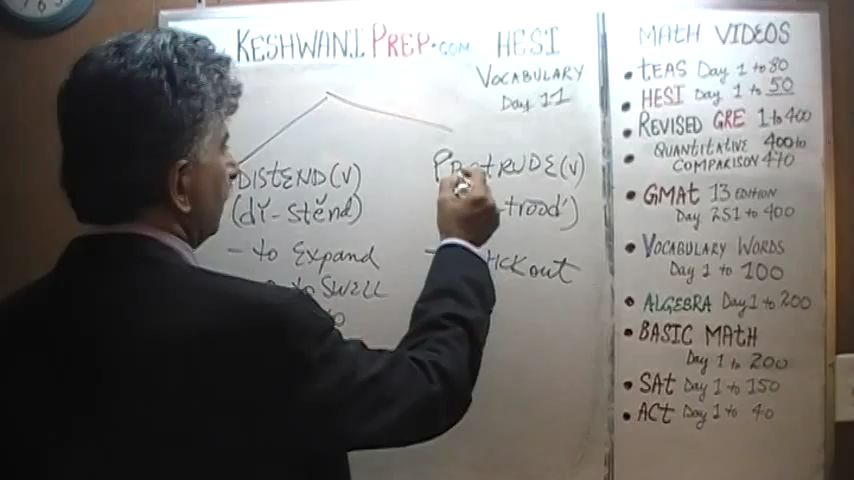 KESHWANIPREP.COM
HESI
VOCABULARY
Day 11
DISTEND (v)
(dĭ-stĕnd)
- to Expand
to SWELL
PROTRUDE (v)
-trood')
out
MATH VIDEOS
• TEAS Day 1 to 80
• HESI Day 1 to 50
• REVISED GRE 1 to 400
• QUANTITATIVE 400 to
COMPARISON 470
• GMAT 13 EDITION
Day 251 to 400
• VOCABULARY WORDS
Day 1 to 100
• ALGEBRA Day 1 to 200
• BASIC MATH
Day 1 to 200
• SAT Day 1 to 150
• ACT Day 1 to 40